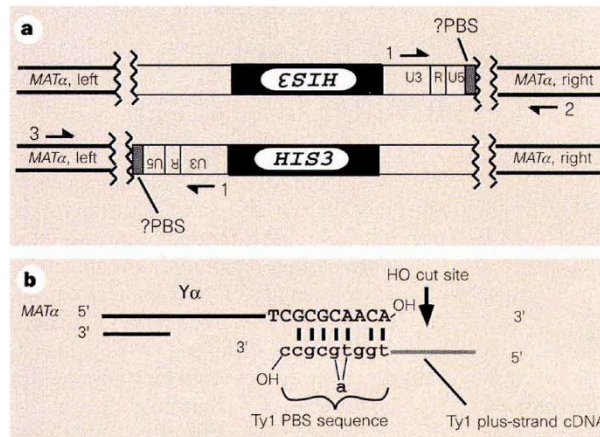 a
?PBS
1
MATα, left
HIS3
U3 R U5
MATα, right
2
3
MATα, left
U5 R U3
HIS3
MATα, right
1
?PBS
b
HO cut site
Yα
MATα 5' TCGCGCAACA OH 3'
3'
3' ccgcgtggt 5'
OH
a
Ty1 PBS sequence
Ty1 plus-strand cDNA